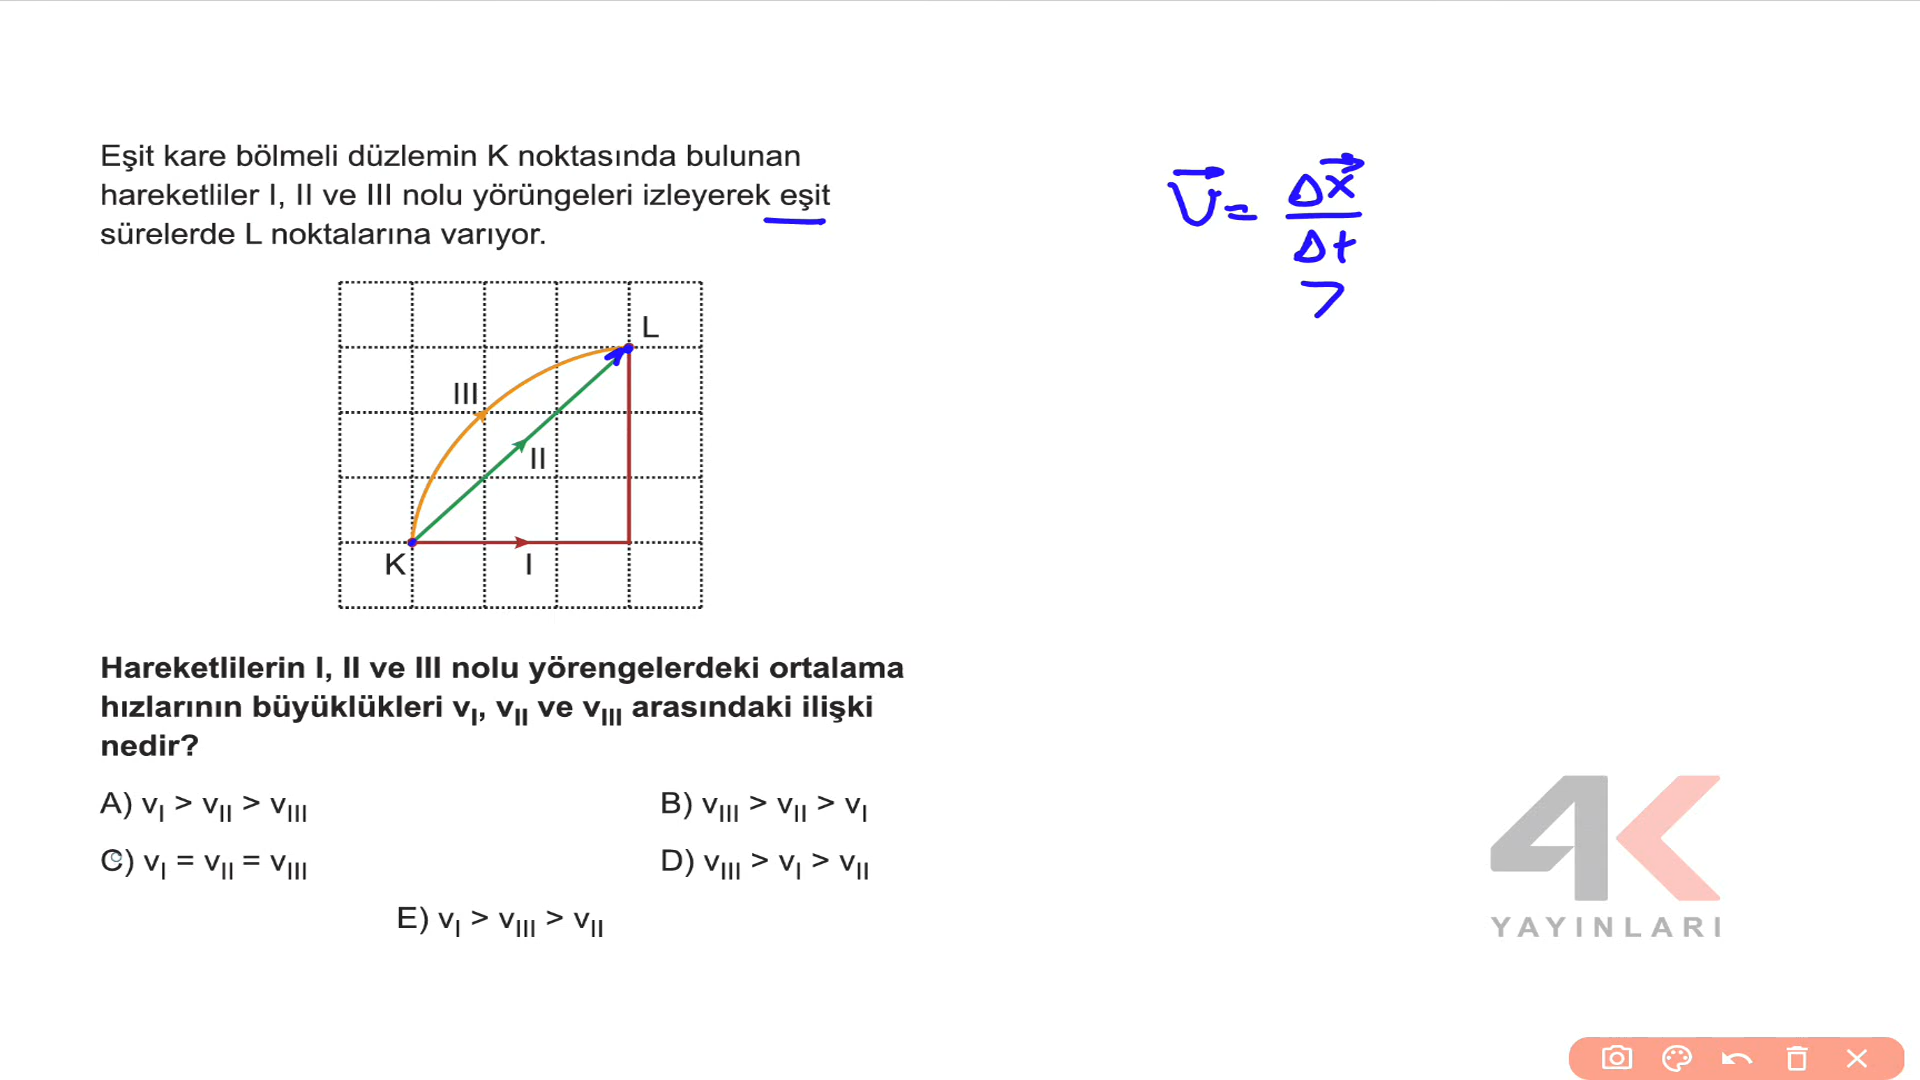 Eşit kare bölmeli düzlemin K noktasında bulunan
hareketliler I, II ve III nolu yörüngeleri izleyerek eşit
sürelerde L noktalarına varıyor.
L
III
II
K
I
Hareketlilerin I, II ve III nolu yörengelerdeki ortalama
hızlarının büyüklükleri vI, vII ve vIII arasındaki ilişki
nedir?
A) vI > vII > vIII
B) vIII > vII > vI
C) vI = vII = vIII
D) vIII > vI > vII
E) vI > vIII > vII
V = Δx
Δt
4K
YAYINLARI